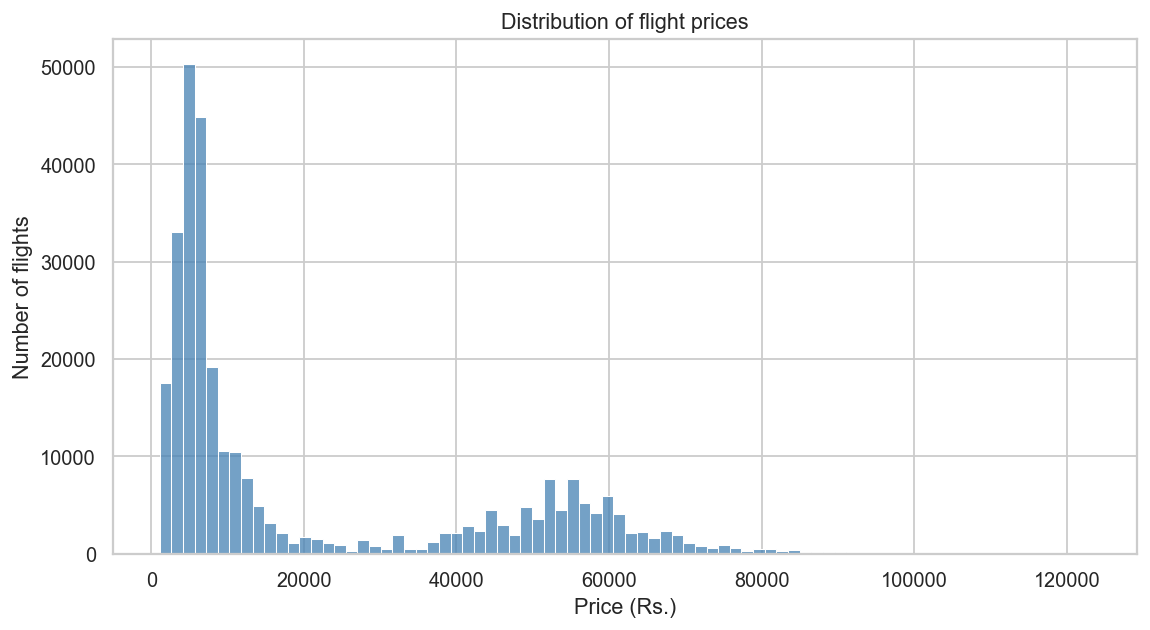 Distribution of flight prices
50000
40000
30000
20000
10000
0
Number of flights
0 20000 40000 60000 80000 100000 120000
Price (Rs.)